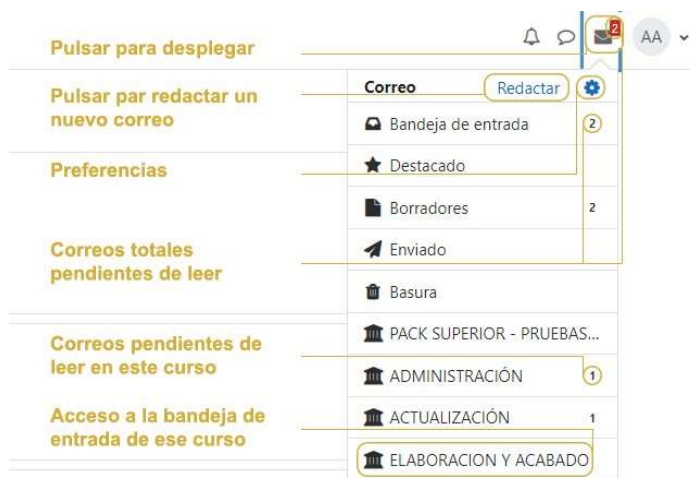 Pulsar para desplegar
2
AA
Pulsar par redactar un
nuevo correo
Correo
Redactar
Bandeja de entrada
2
Preferencias
Destacado
Borradores
2
Correos totales
pendientes de leer
Enviado
Basura
Correos pendientes de
leer en este curso
PACK SUPERIOR - PRUEBAS...
ADMINISTRACIÓN
1
Acceso a la bandeja de
entrada de ese curso
ACTUALIZACIÓN
1
ELABORACION Y ACABADO